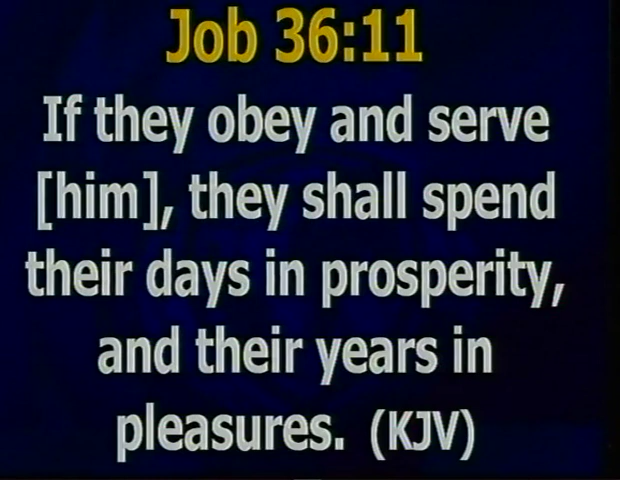 Job 36:11
If they obey and serve
[him], they shall spend
their days in prosperity,
and their years in
pleasures. (KJV)